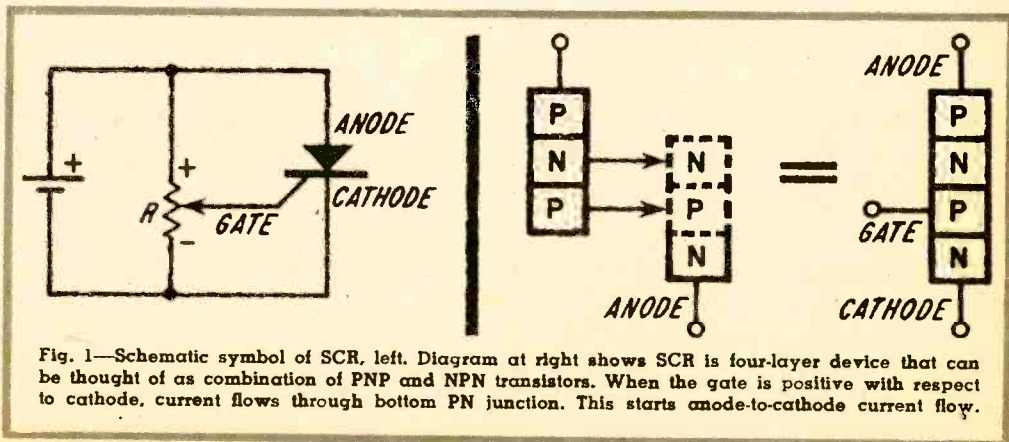 +
+
R
-
GATE
ANODE
CATHODE
P
N
P
N
P
N
ANODE
=
ANODE
P
N
P
N
GATE
CATHODE
Fig. 1—Schematic symbol of SCR, left. Diagram at right shows SCR is four-layer device that can
be thought of as combination of PNP and NPN transistors. When the gate is positive with respect
to cathode, current flows through bottom PN junction. This starts anode-to-cathode current flow.